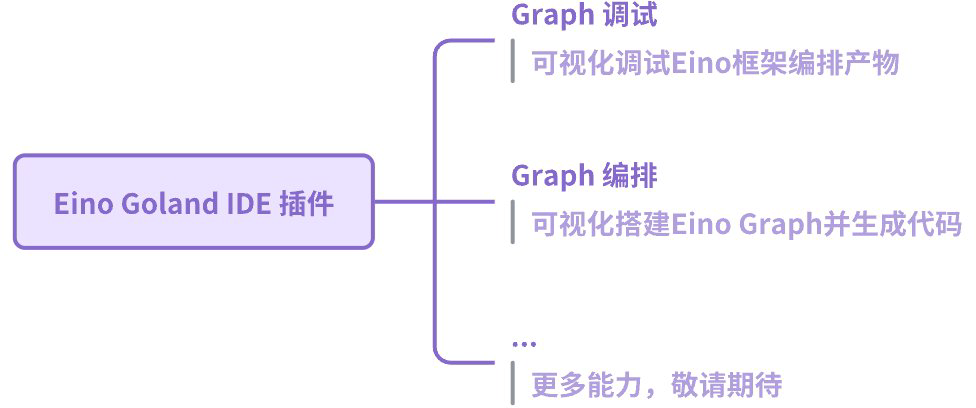 Graph 调试
可视化调试Eino框架编排产物
Graph 编排
Eino Goland IDE 插件
可视化搭建Eino Graph并生成代码
...
更多能力，敬请期待